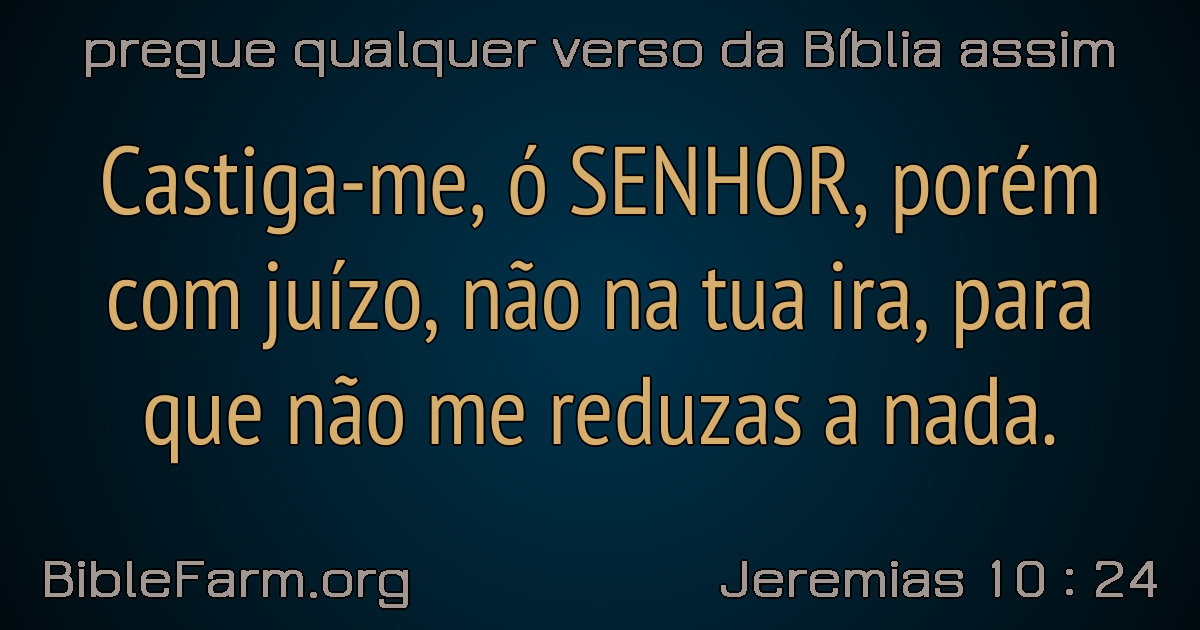 pregue qualquer verso da Bíblia assim
Castiga-me, ó SENHOR, porém
com juízo, não na tua ira, para
que não me reduzas a nada.
BibleFarm.org
Jeremias 10 : 24